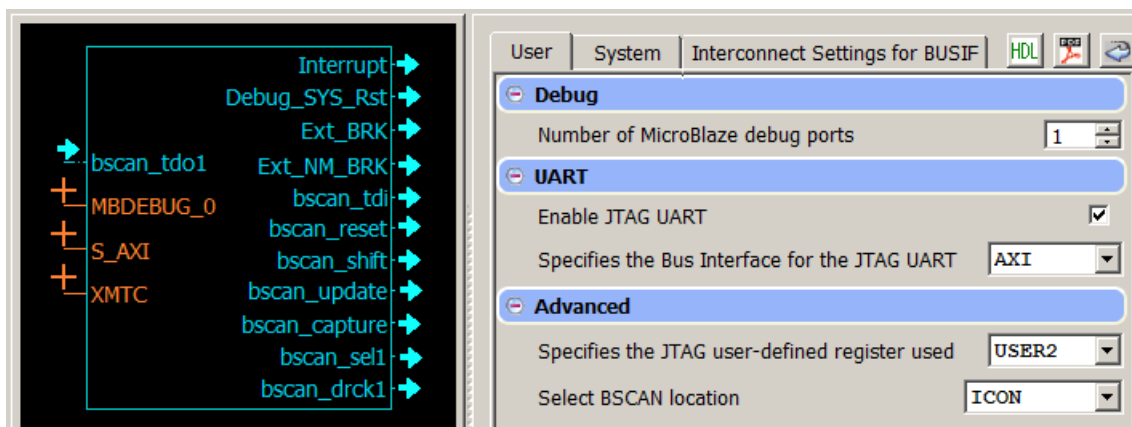 Interrupt
Debug_SYS_Rst
Ext_BRK
bscan_tdo1 Ext_NM_BRK
MBDEBUG_0 bscan_tdi
bscan_reset
S_AXI bscan_shift
XMTC bscan_update
bscan_capture
bscan_sel1
bscan_drck1
User System Interconnect Settings for BUSIF HDL PDF
Debug
Number of MicroBlaze debug ports 1
UART
Enable JTAG UART
Specifies the Bus Interface for the JTAG UART AXI
Advanced
Specifies the JTAG user-defined register used USER2
Select BSCAN location ICON